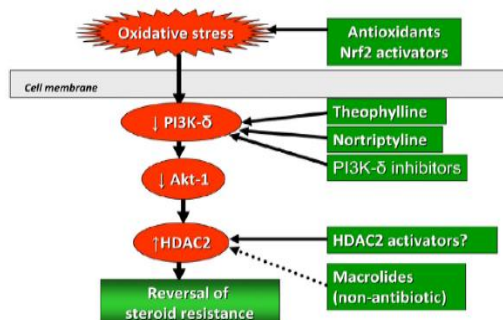 Oxidative stress
Antioxidants
Nrf2 activators
Cell membrane
↓ PI3K-δ
Theophylline
Nortriptyline
PI3K-δ inhibitors
↓ Akt-1
↑HDAC2
HDAC2 activators?
Macrolides
(non-antibiotic)
Reversal of
steroid resistance